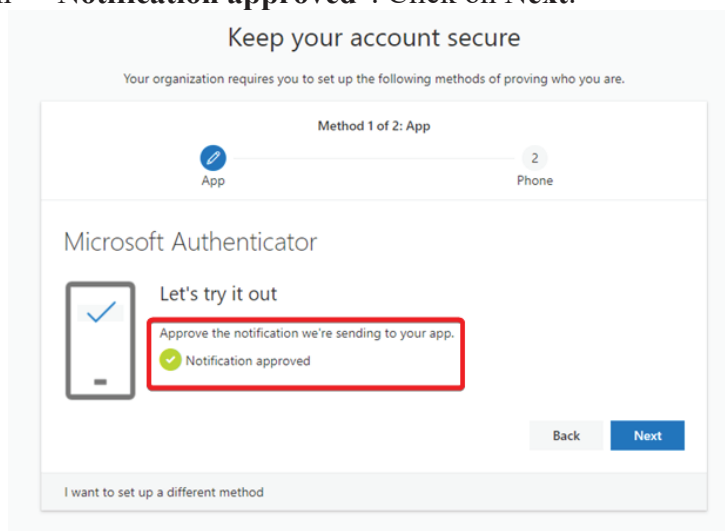 "Notification approved". Click on Next.
Keep your account secure
Your organization requires you to set up the following methods of proving who you are.
Method 1 of 2: App
2
App
Phone
Microsoft Authenticator
Let's try it out
Approve the notification we're sending to your app.
Notification approved
Back
Next
I want to set up a different method